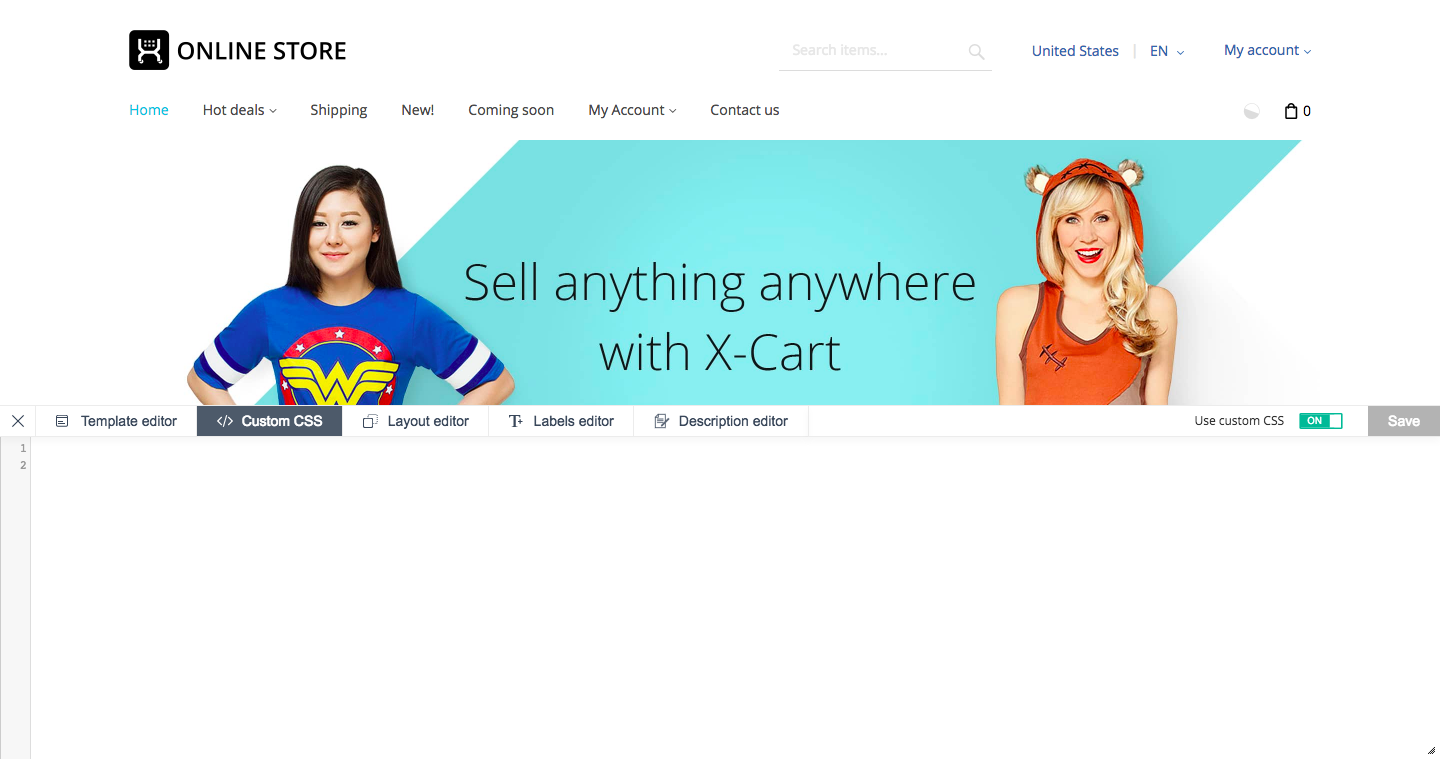 ONLINE STORE
Search items...
United States | EN
My account
Home Hot deals Shipping New! Coming soon My Account Contact us
0
Sell anything anywhere
with X-Cart
Template editor </> Custom CSS Layout editor Labels editor Description editor
Use custom CSS ON Save
1
2